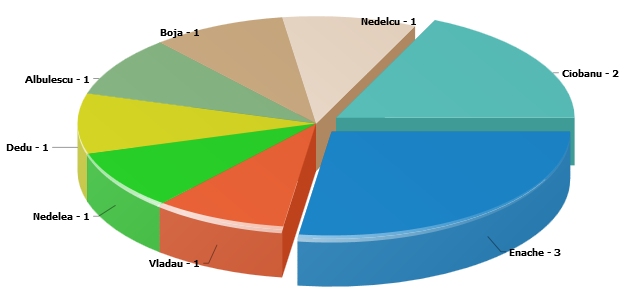 Nedelcu - 1
Boja - 1
Ciobanu - 2
Albulescu - 1
Dedu - 1
Nedelea - 1
Enache - 3
Vladau - 1